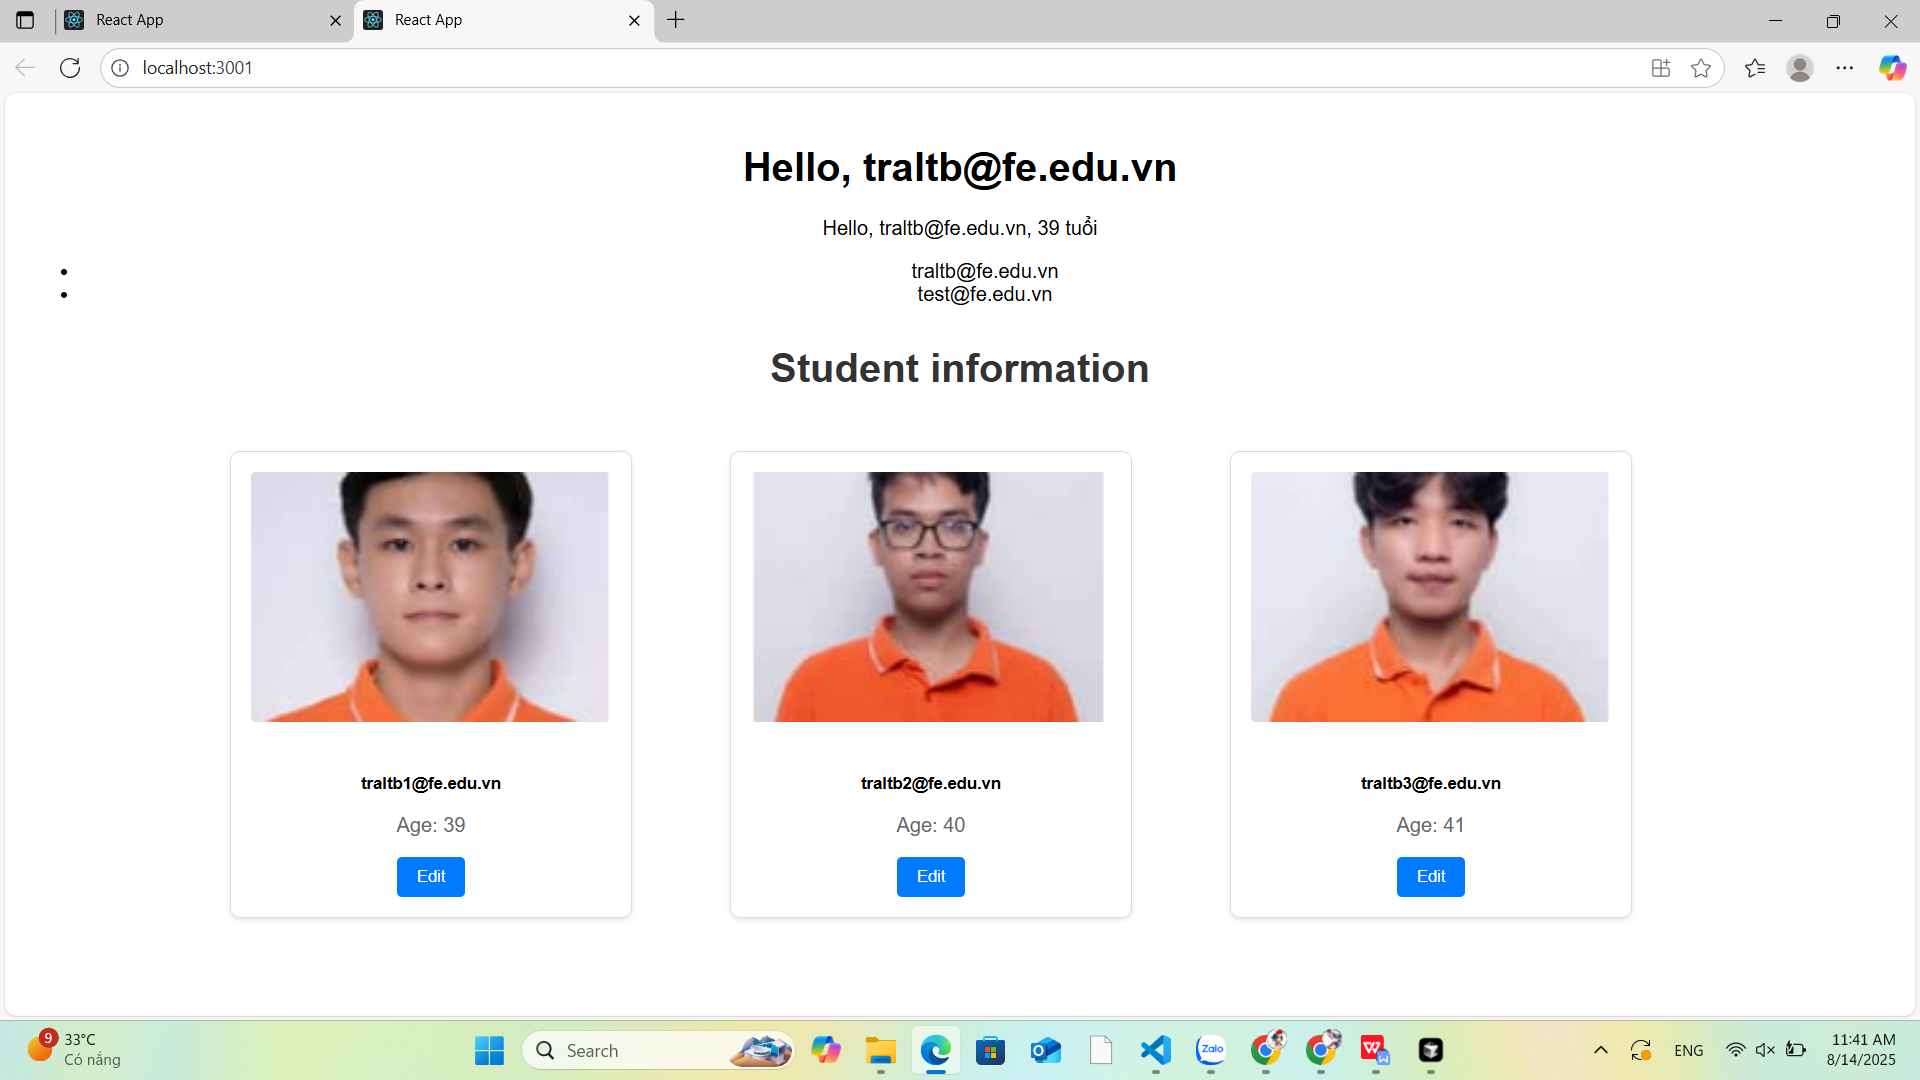 React App
React App
localhost:3001
Hello, traltb@fe.edu.vn
Hello, traltb@fe.edu.vn, 39 tuổi
traltb@fe.edu.vn
test@fe.edu.vn
Student information
traltb1@fe.edu.vn
Age: 39
Edit
traltb2@fe.edu.vn
Age: 40
Edit
traltb3@fe.edu.vn
Age: 41
Edit
9
33°C
Có nắng
Search
Zalo
ENG
11:41 AM
8/14/2025